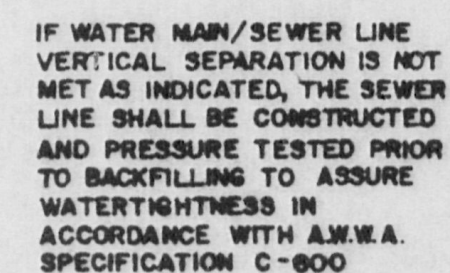 IF WATER MAIN/SEWER LINE
VERTICAL SEPARATION IS NOT
MET AS INDICATED, THE SEWER
LINE SHALL BE CONSTRUCTED
AND PRESSURE TESTED PRIOR
TO BACKFILLING TO ASSURE
WATERTIGHTNESS IN
ACCORDANCE WITH A.W.W.A.
SPECIFICATION C-600